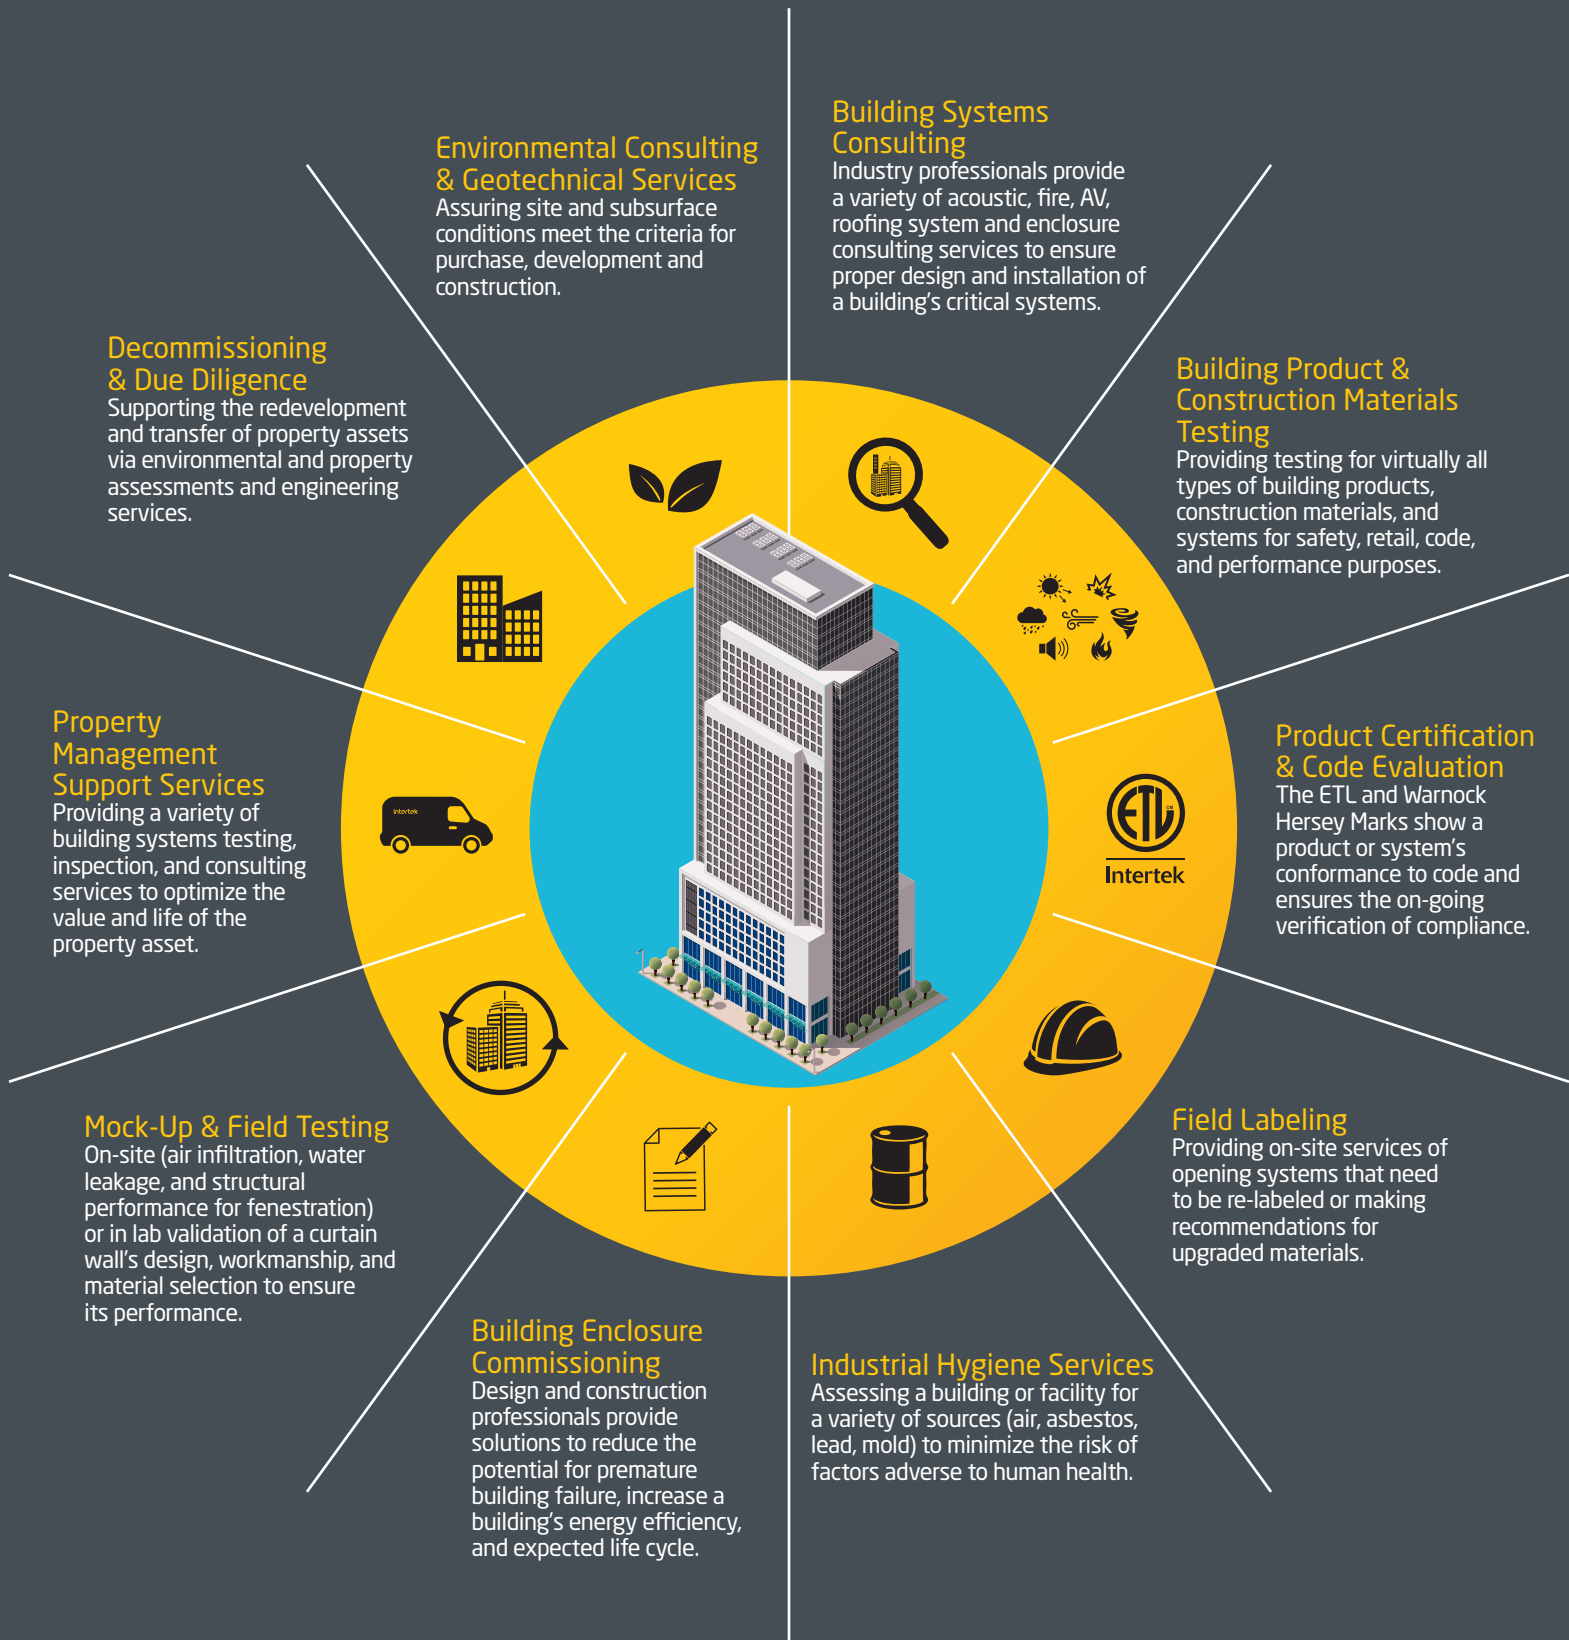 Environmental Consulting
& Geotechnical Services
Assuring site and subsurface
conditions meet the criteria for
purchase, development and
construction.
Building Systems
Consulting
Industry professionals provide
a variety of acoustic, fire, AV,
roofing system and enclosure
consulting services to ensure
proper design and installation of
a building's critical systems.
Decommissioning
& Due Diligence
Supporting the redevelopment
and transfer of property assets
via environmental and property
assessments and engineering
services.
Building Product &
Construction Materials
Testing
Providing testing for virtually all
types of building products,
construction materials, and
systems for safety, retail, code,
and performance purposes.
Property
Management
Support Services
Providing a variety of
building systems testing,
inspection, and consulting
services to optimize the
value and life of the
property asset.
intertek
ETL
CM
Intertek
Product Certification
& Code Evaluation
The ETL and Warnock
Hersey Marks show a
product or system's
conformance to code and
ensures the on-going
verification of compliance.
Mock-Up & Field Testing
On-site (air infiltration, water
leakage, and structural
performance for fenestration)
or in lab validation of a curtain
wall's design, workmanship, and
material selection to ensure
its performance.
Field Labeling
Providing on-site services of
opening systems that need
to be re-labeled or making
recommendations for
upgraded materials.
Building Enclosure
Commissioning
Design and construction
professionals provide
solutions to reduce the
potential for premature
building failure, increase a
building's energy efficiency,
and expected life cycle.
Industrial Hygiene Services
Assessing a building or facility for
a variety of sources (air, asbestos,
lead, mold) to minimize the risk of
factors adverse to human health.